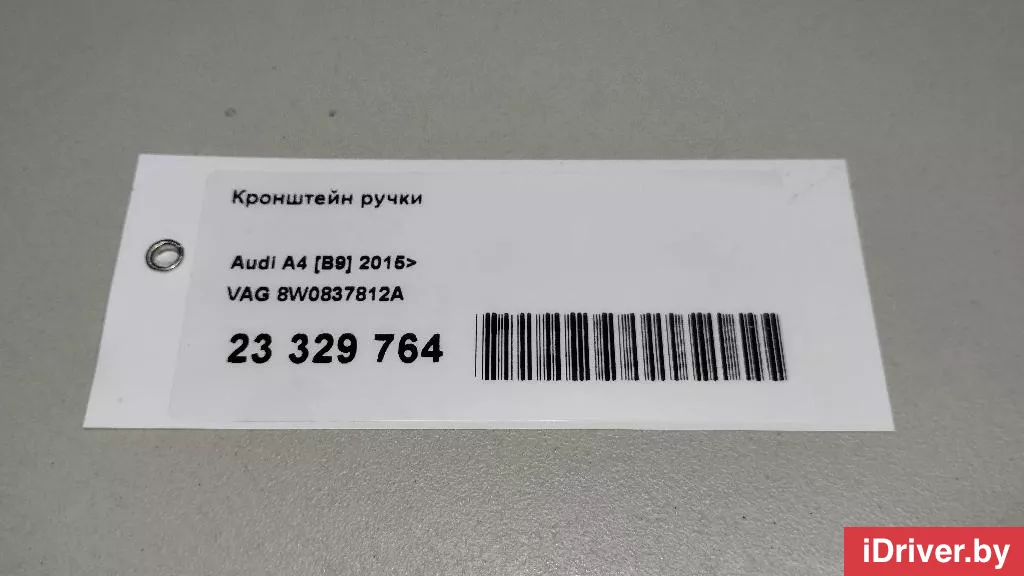 Кронштейн ручки
Audi A4 [B9] 2015>
VAG 8W0837812A
23 329 764
iDriver.by